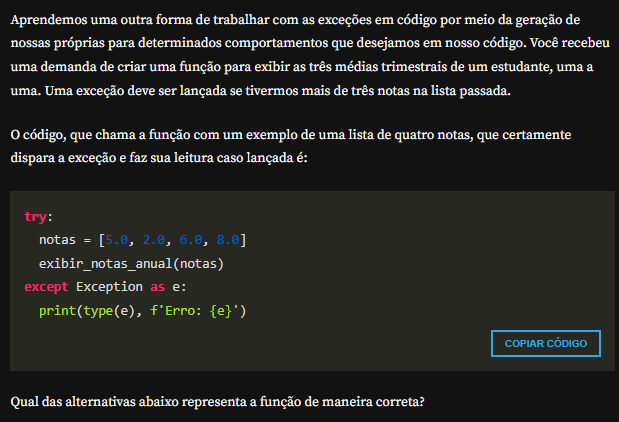 Aprendemos uma outra forma de trabalhar com as exceções em código por meio da geração de
nossas próprias para determinados comportamentos que desejamos em nosso código. Você recebeu
uma demanda de criar uma função para exibir as três médias trimestrais de um estudante, uma a
uma. Uma exceção deve ser lançada se tivermos mais de três notas na lista passada.
O código, que chama a função com um exemplo de uma lista de quatro notas, que certamente
dispara a exceção e faz sua leitura caso lançada é:
try:
  notas = [5.0, 2.0, 6.0, 8.0]
  exibir_notas_anual(notas)
except Exception as e:
  print(type(e), f'Erro: {e}')
COPIAR CÓDIGO
Qual das alternativas abaixo representa a função de maneira correta?